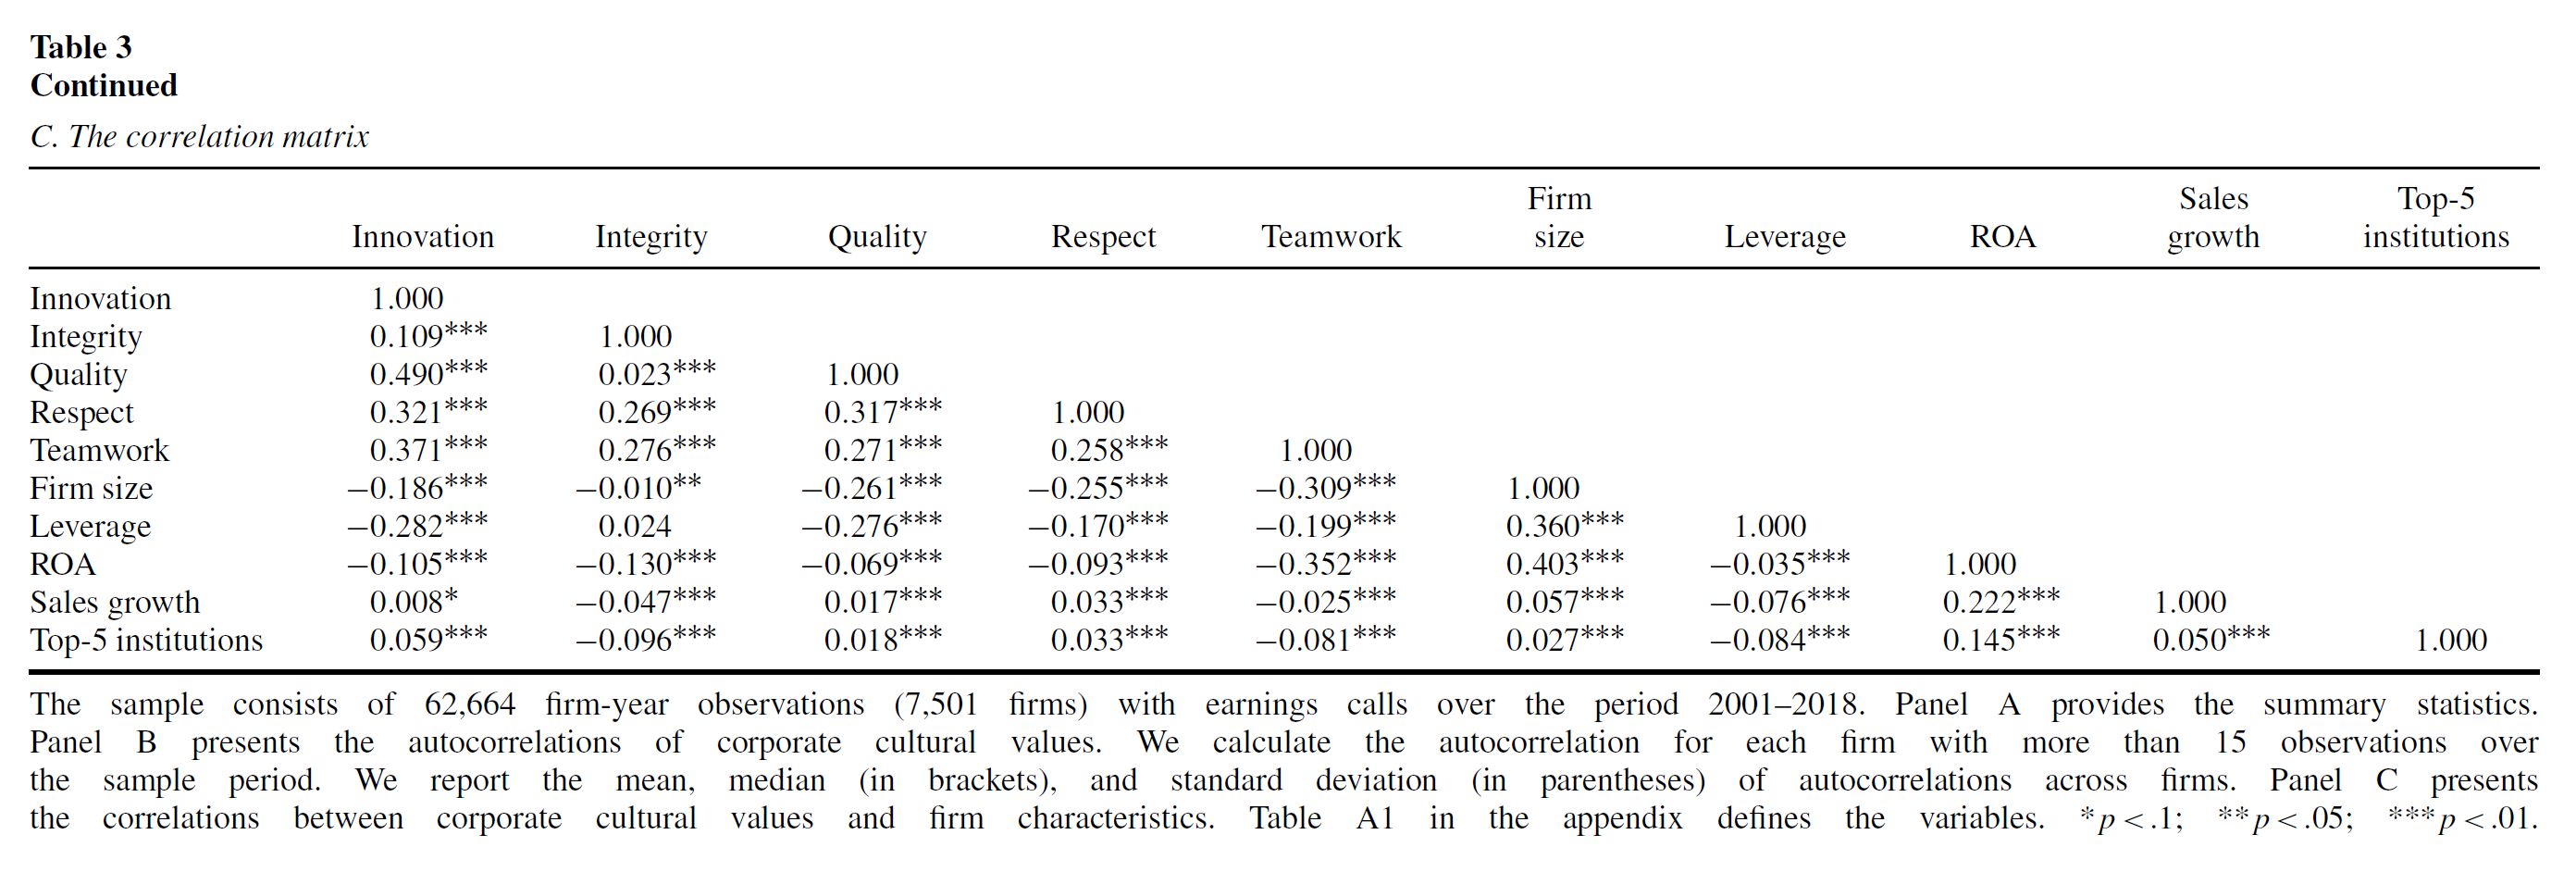 Table 3
Continued
C. The correlation matrix
Firm Sales Top-5
Innovation Integrity Quality Respect Teamwork size Leverage ROA growth institutions
Innovation 1.000
Integrity 0.109*** 1.000
Quality 0.490*** 0.023*** 1.000
Respect 0.321*** 0.269*** 0.317*** 1.000
Teamwork 0.371*** 0.276*** 0.271*** 0.258*** 1.000
Firm size −0.186*** −0.010** −0.261*** −0.255*** −0.309*** 1.000
Leverage −0.282*** 0.024 −0.276*** −0.170*** −0.199*** 0.360*** 1.000
ROA −0.105*** −0.130*** −0.069*** −0.093*** −0.352*** 0.403*** −0.035*** 1.000
Sales growth 0.008* −0.047*** 0.017*** 0.033*** −0.025*** 0.057*** −0.076*** 0.222*** 1.000
Top-5 institutions 0.059*** −0.096*** 0.018*** 0.033*** −0.081*** 0.027*** −0.084*** 0.145*** 0.050*** 1.000
The sample consists of 62,664 firm-year observations (7,501 firms) with earnings calls over the period 2001–2018. Panel A provides the summary statistics.
Panel B presents the autocorrelations of corporate cultural values. We calculate the autocorrelation for each firm with more than 15 observations over
the sample period. We report the mean, median (in brackets), and standard deviation (in parentheses) of autocorrelations across firms. Panel C presents
the correlations between corporate cultural values and firm characteristics. Table A1 in the appendix defines the variables. *p<.1; **p<.05; ***p<.01.